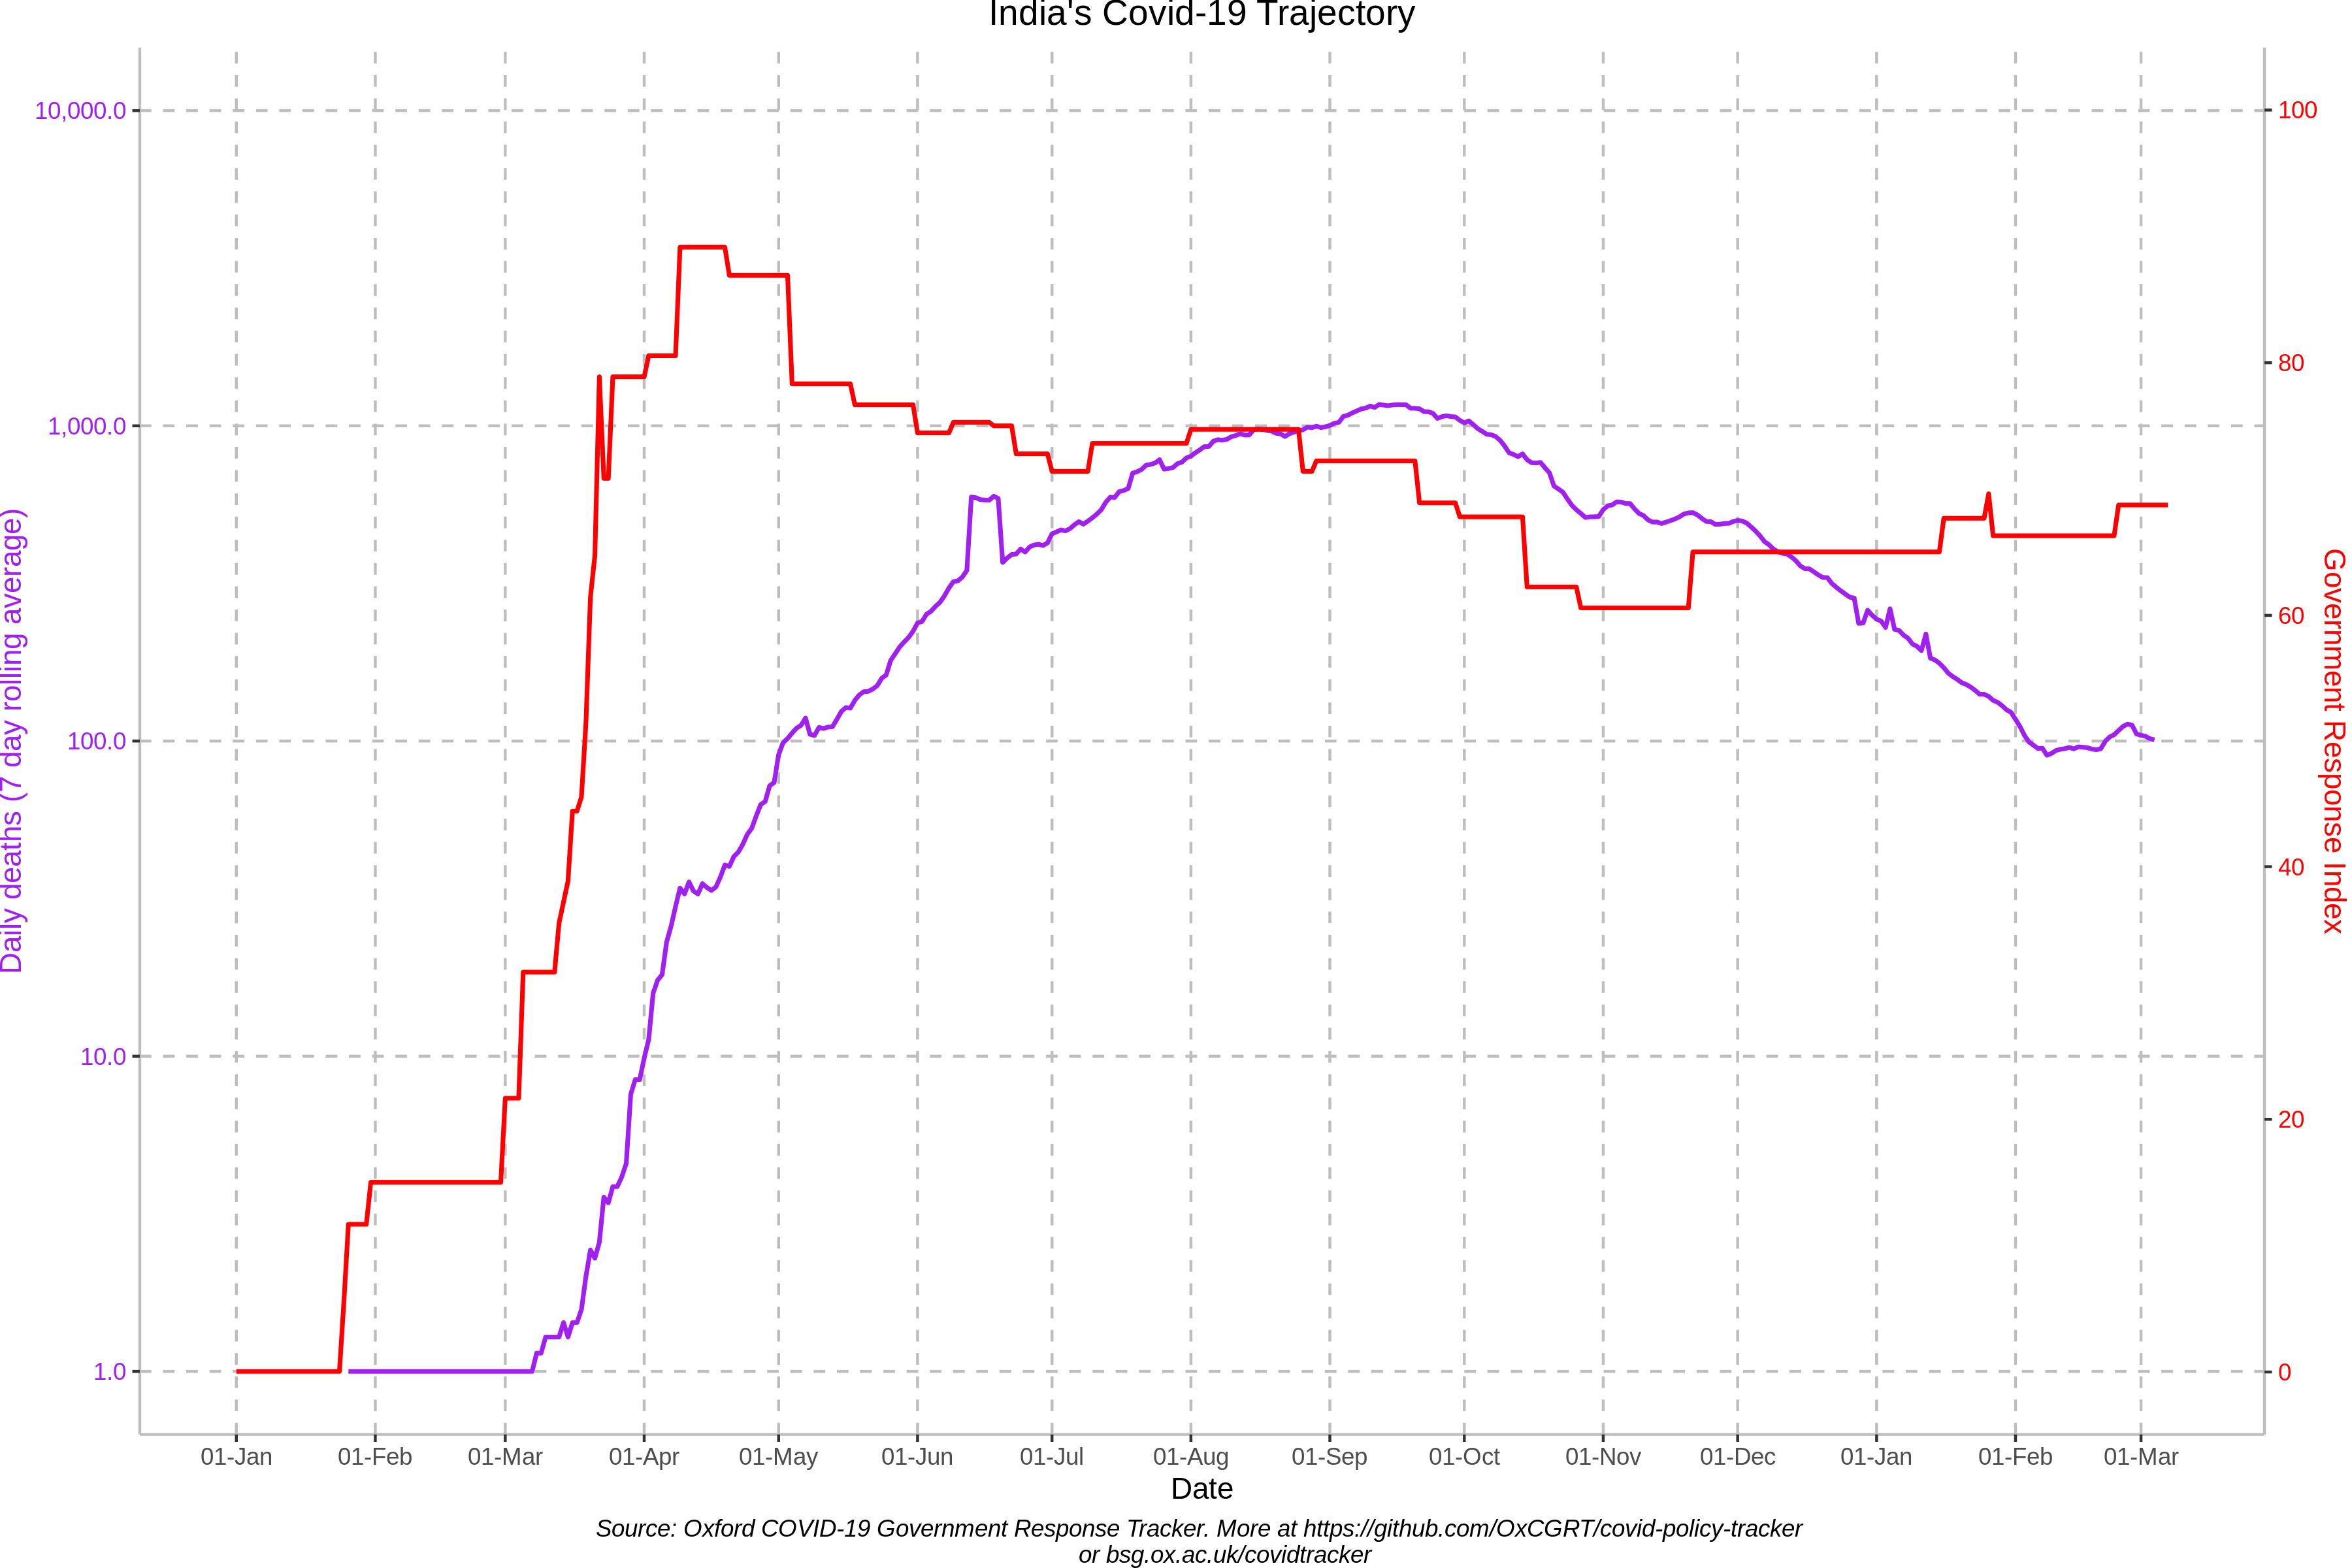 India's Covid-19 Trajectory
10,000.0
1,000.0
100.0
10.0
1.0
Daily deaths (7 day rolling average)
100
80
60
40
20
0
Government Response Index
01-Jan 01-Feb 01-Mar 01-Apr 01-May 01-Jun 01-Jul 01-Aug 01-Sep 01-Oct 01-Nov 01-Dec 01-Jan 01-Feb 01-Mar
Date
Source: Oxford COVID-19 Government Response Tracker. More at https://github.com/OxCGRT/covid-policy-tracker
or bsg.ox.ac.uk/covidtracker